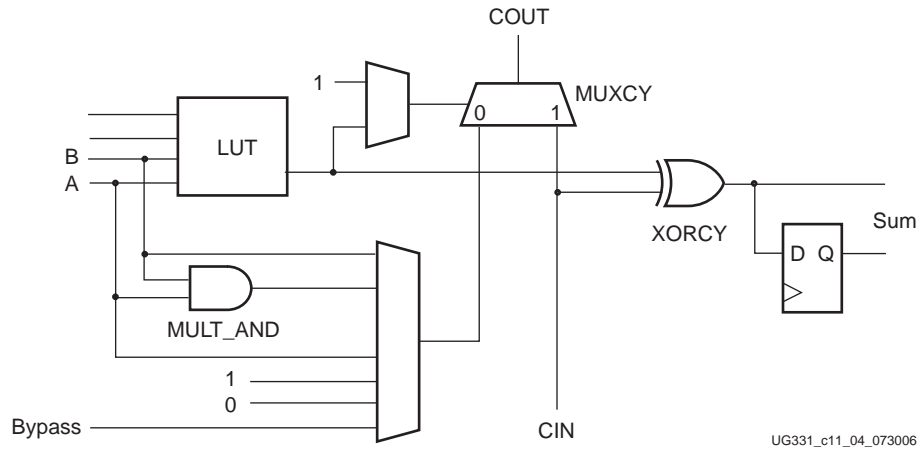 COUT
1
MUXCY
0 1
LUT
B
A
XORCY
Sum
D Q
MULT_AND
1
0
Bypass
CIN
UG331_c11_04_073006